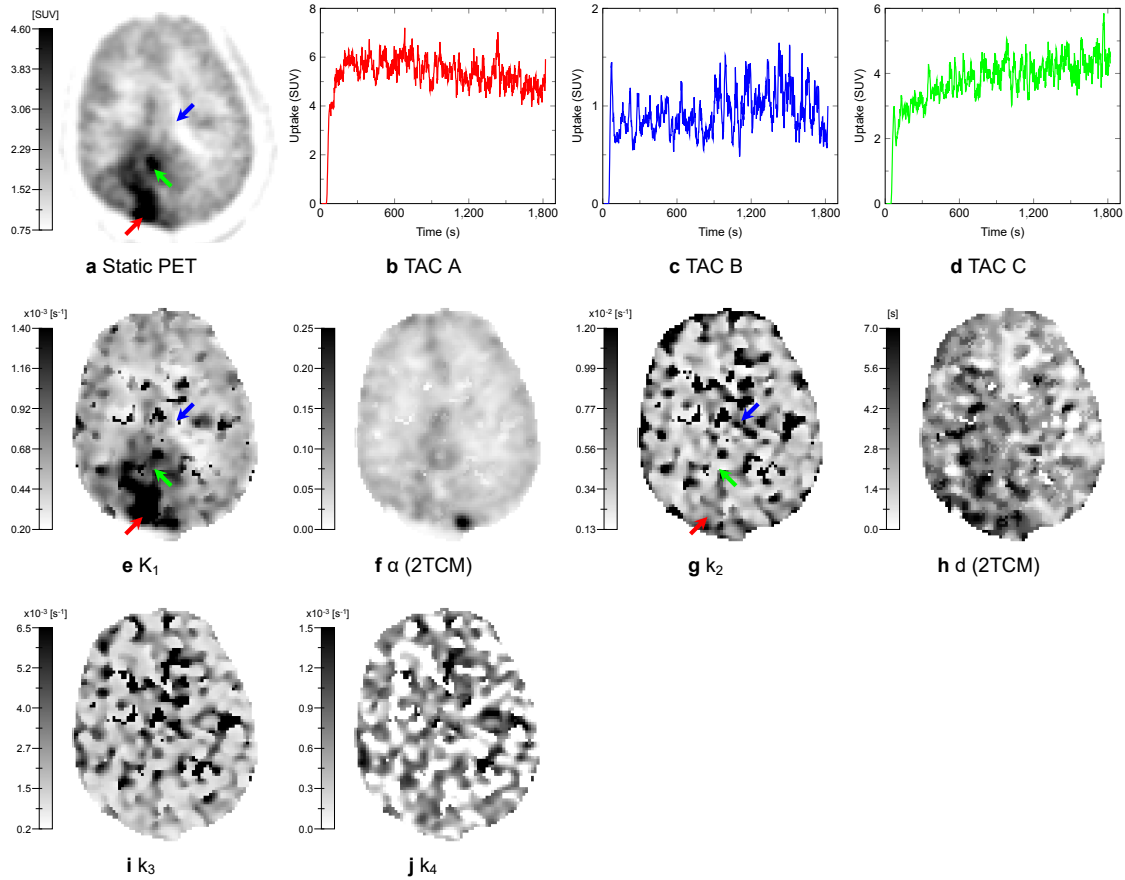 [SUV]
4.60
3.83
3.06
2.29
1.52
0.75
a Static PET
8
6
4
2
0
Uptake (SUV)
0 600 1,200 1,800
Time (s)
b TAC A
2
1
0
Uptake (SUV)
0 600 1,200 1,800
Time (s)
c TAC B
6
4
2
0
Uptake (SUV)
0 600 1,200 1,800
Time (s)
d TAC C
x10⁻³ [s⁻¹]
1.40
1.16
0.92
0.68
0.44
0.20
e K₁
0.25
0.20
0.15
0.10
0.05
0.00
f α (2TCM)
x10⁻² [s⁻¹]
1.20
0.99
0.77
0.56
0.34
0.13
g k₂
[s]
7.0
5.6
4.2
2.8
1.4
0.0
h d (2TCM)
x10⁻³ [s⁻¹]
6.5
5.2
4.0
2.7
1.5
0.2
i k₃
x10⁻³ [s⁻¹]
1.5
1.2
0.9
0.6
0.3
0.0
j k₄